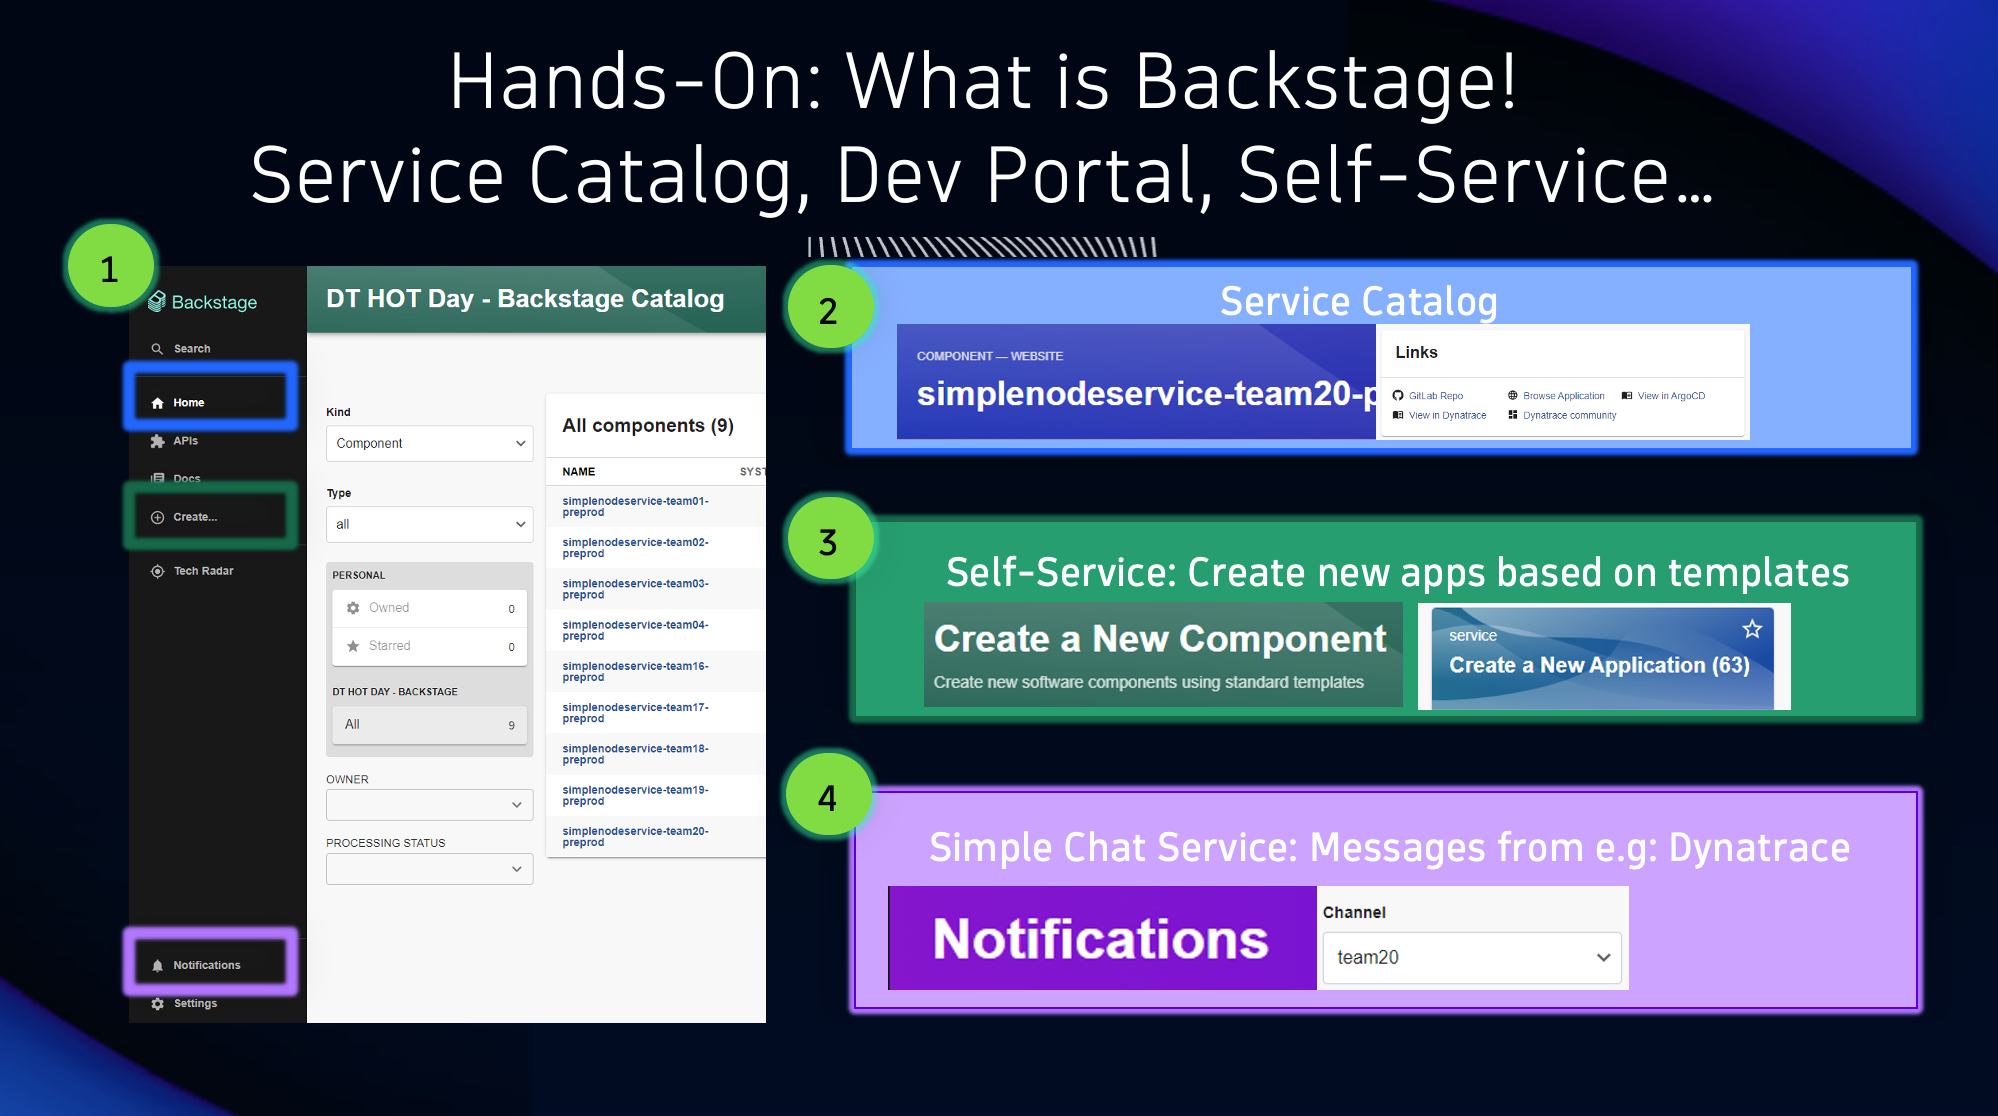 Hands-On: What is Backstage!
Service Catalog, Dev Portal, Self-Service...
1
Backstage
Search
Home
APIs
Docs
Create...
Tech Radar
Notifications
Settings
DT HOT Day - Backstage Catalog
Kind
Component
Type
all
PERSONAL
Owned 0
Starred 0
DT HOT DAY - BACKSTAGE
All 9
OWNER
PROCESSING STATUS
All components (9)
NAME SYST
simplenodeservice-team01-
preprod
simplenodeservice-team02-
preprod
simplenodeservice-team03-
preprod
simplenodeservice-team04-
preprod
simplenodeservice-team16-
preprod
simplenodeservice-team17-
preprod
simplenodeservice-team18-
preprod
simplenodeservice-team19-
preprod
simplenodeservice-team20-
preprod
2
Service Catalog
COMPONENT — WEBSITE
simplenodeservice-team20-p
Links
GitLab Repo Browse Application View in ArgoCD
View in Dynatrace Dynatrace community
3
Self-Service: Create new apps based on templates
Create a New Component
Create new software components using standard templates
service
Create a New Application (63)
4
Simple Chat Service: Messages from e.g: Dynatrace
Notifications
Channel
team20